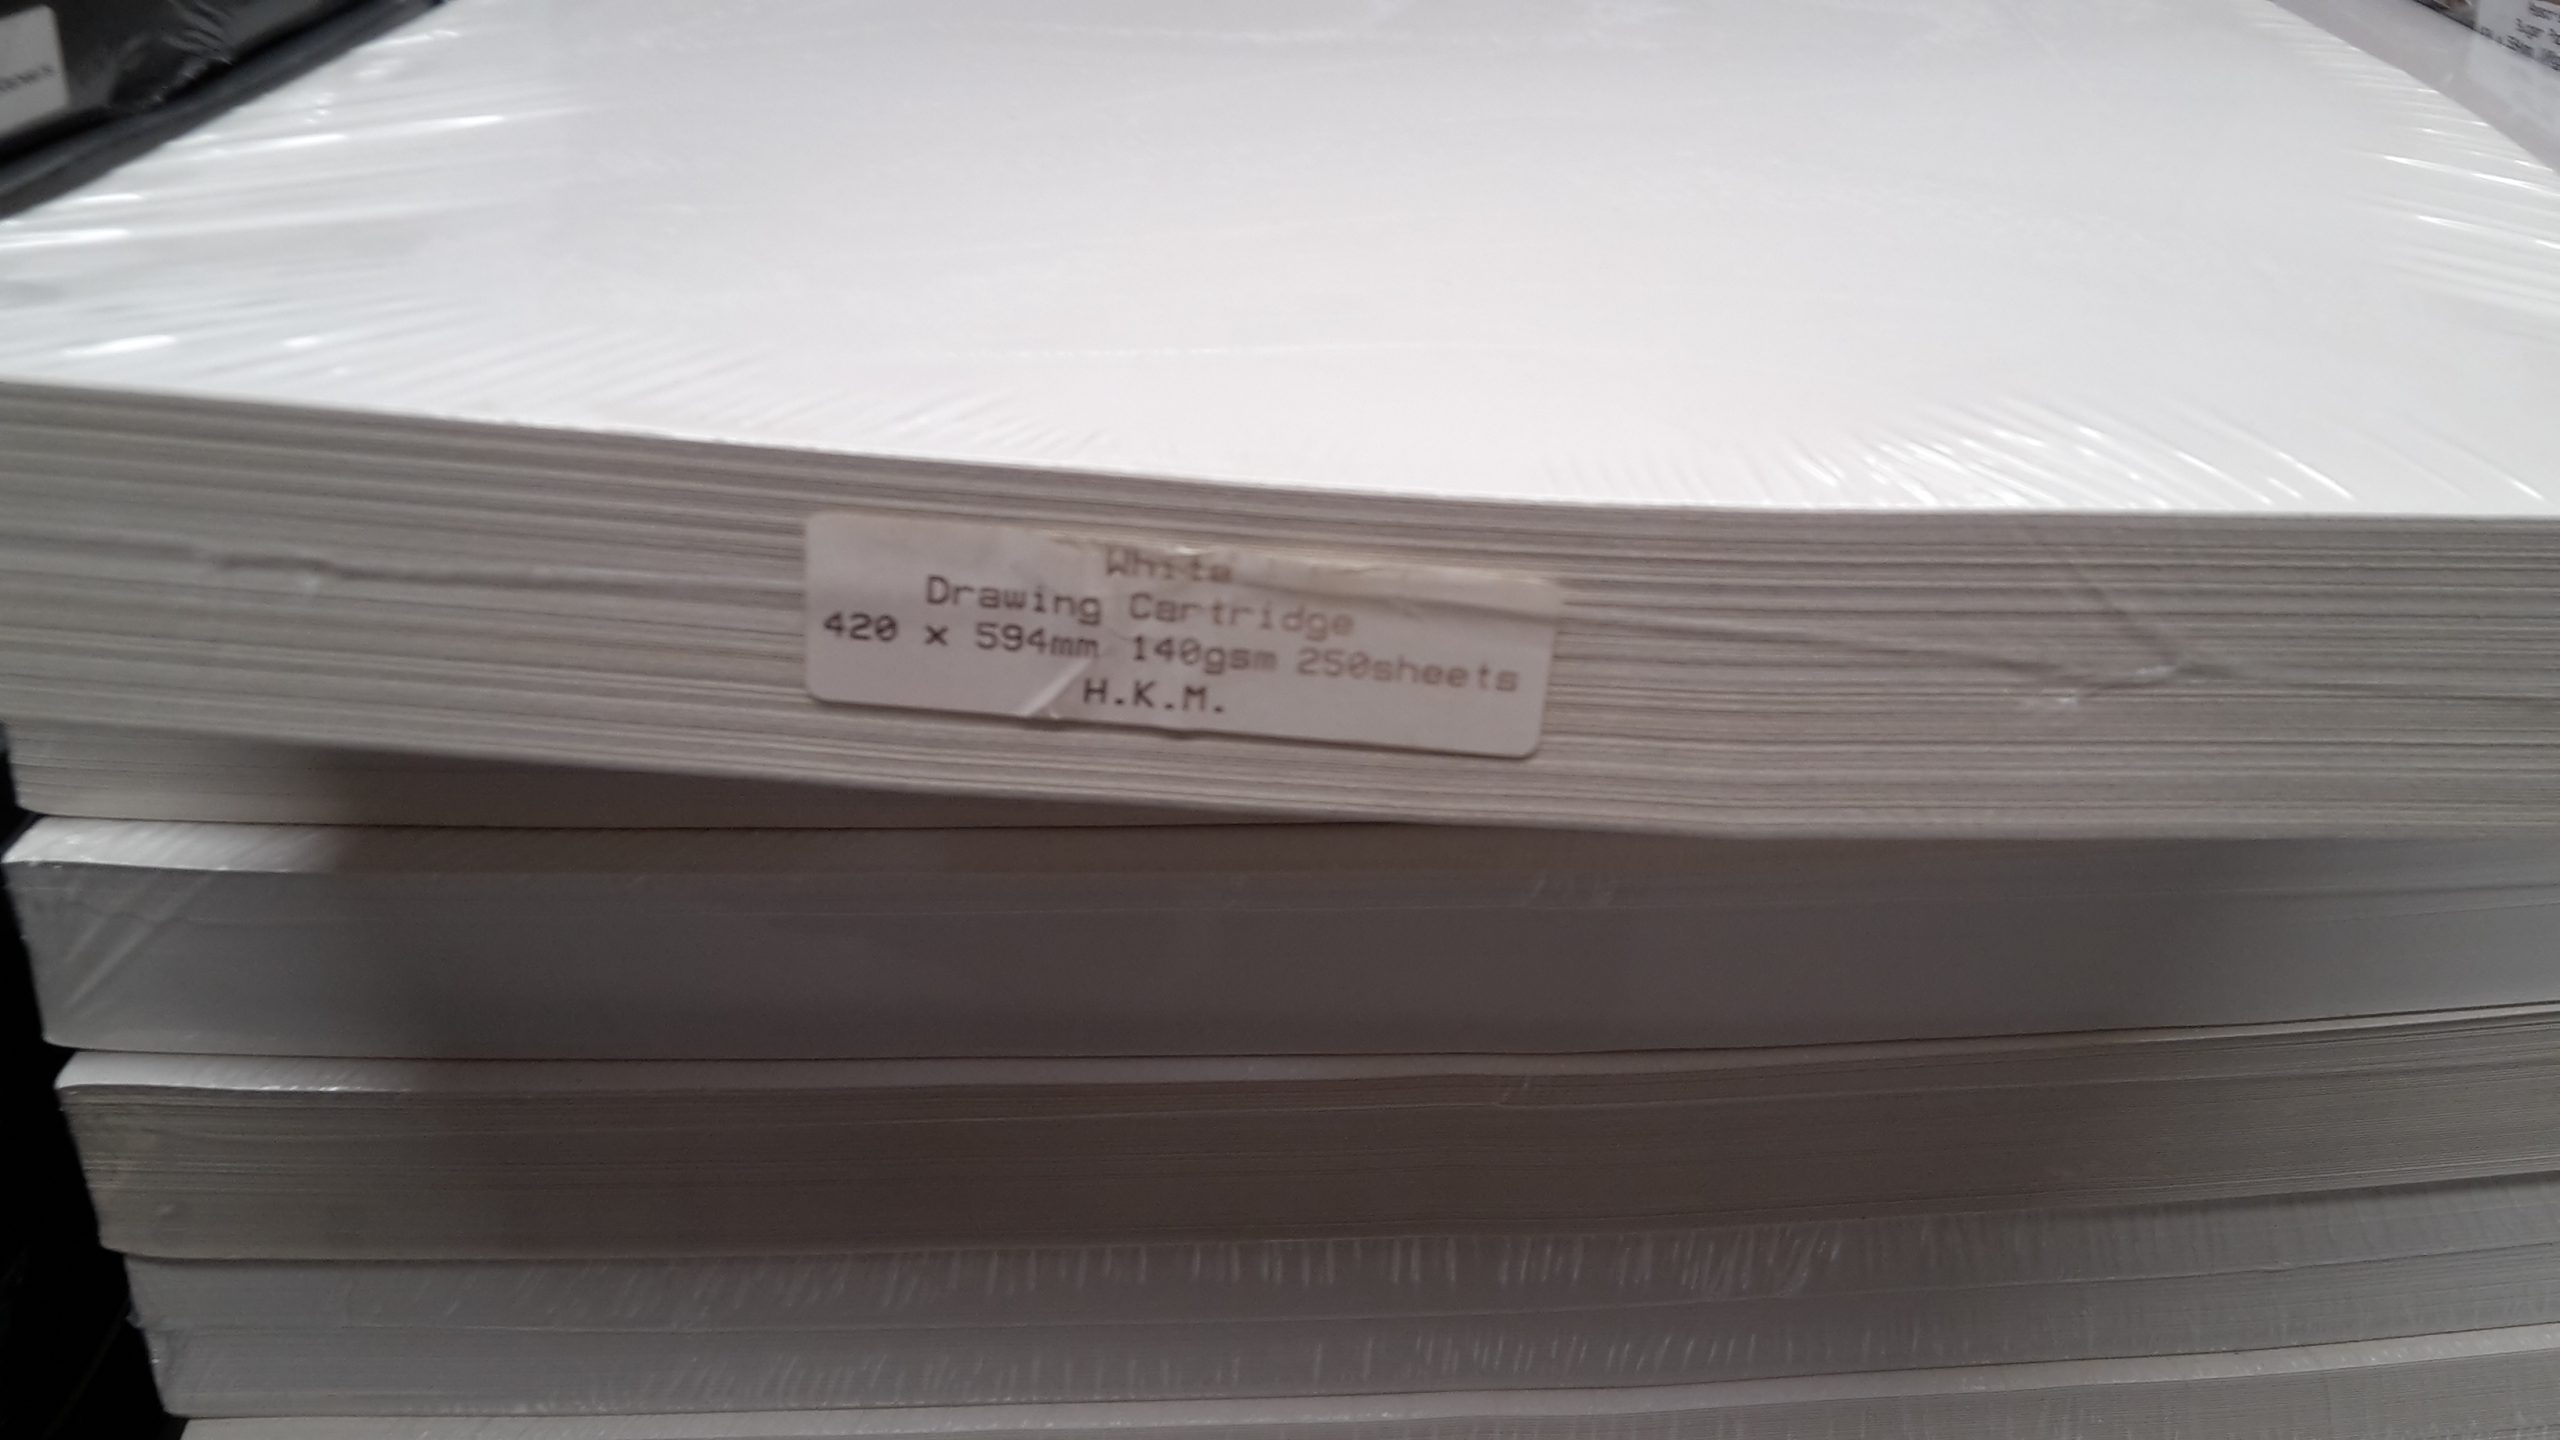 White
Drawing Cartridge
420 x 594mm 140gsm 250sheets
H.K.M.